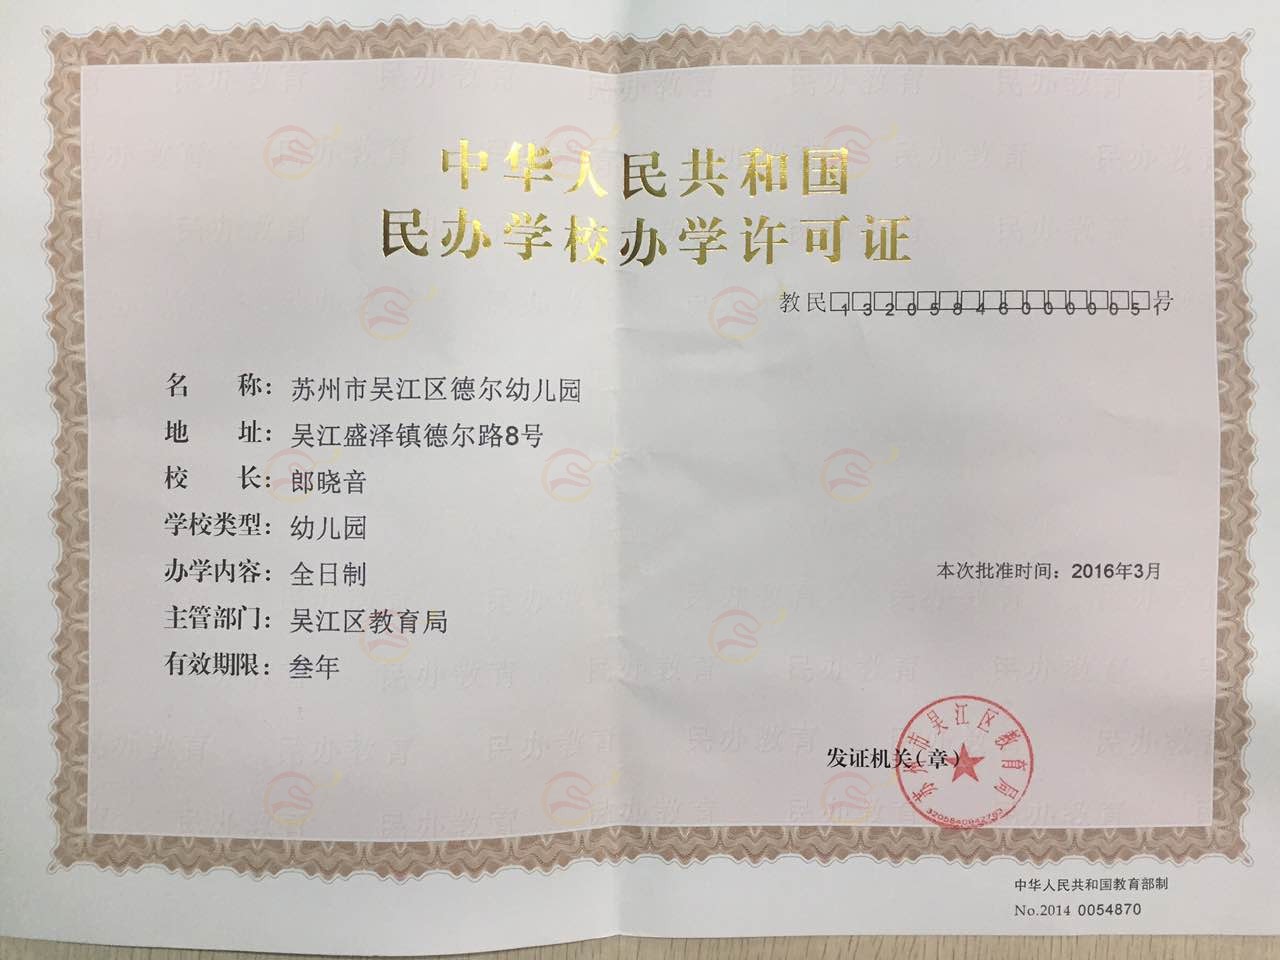 中华人民共和国
民办学校办学许可证
教民132058460000051号
名 称：苏州市吴江区德尔幼儿园
地 址：吴江盛泽镇德尔路8号
校 长：郎晓音
学校类型：幼儿园
办学内容：全日制
本次批准时间：2016年3月
主管部门：吴江区教育局
有效期限：叁年
发证机关（章）
苏州市吴江区教育局
3205840942793
中华人民共和国教育部制
No.2014 0054870